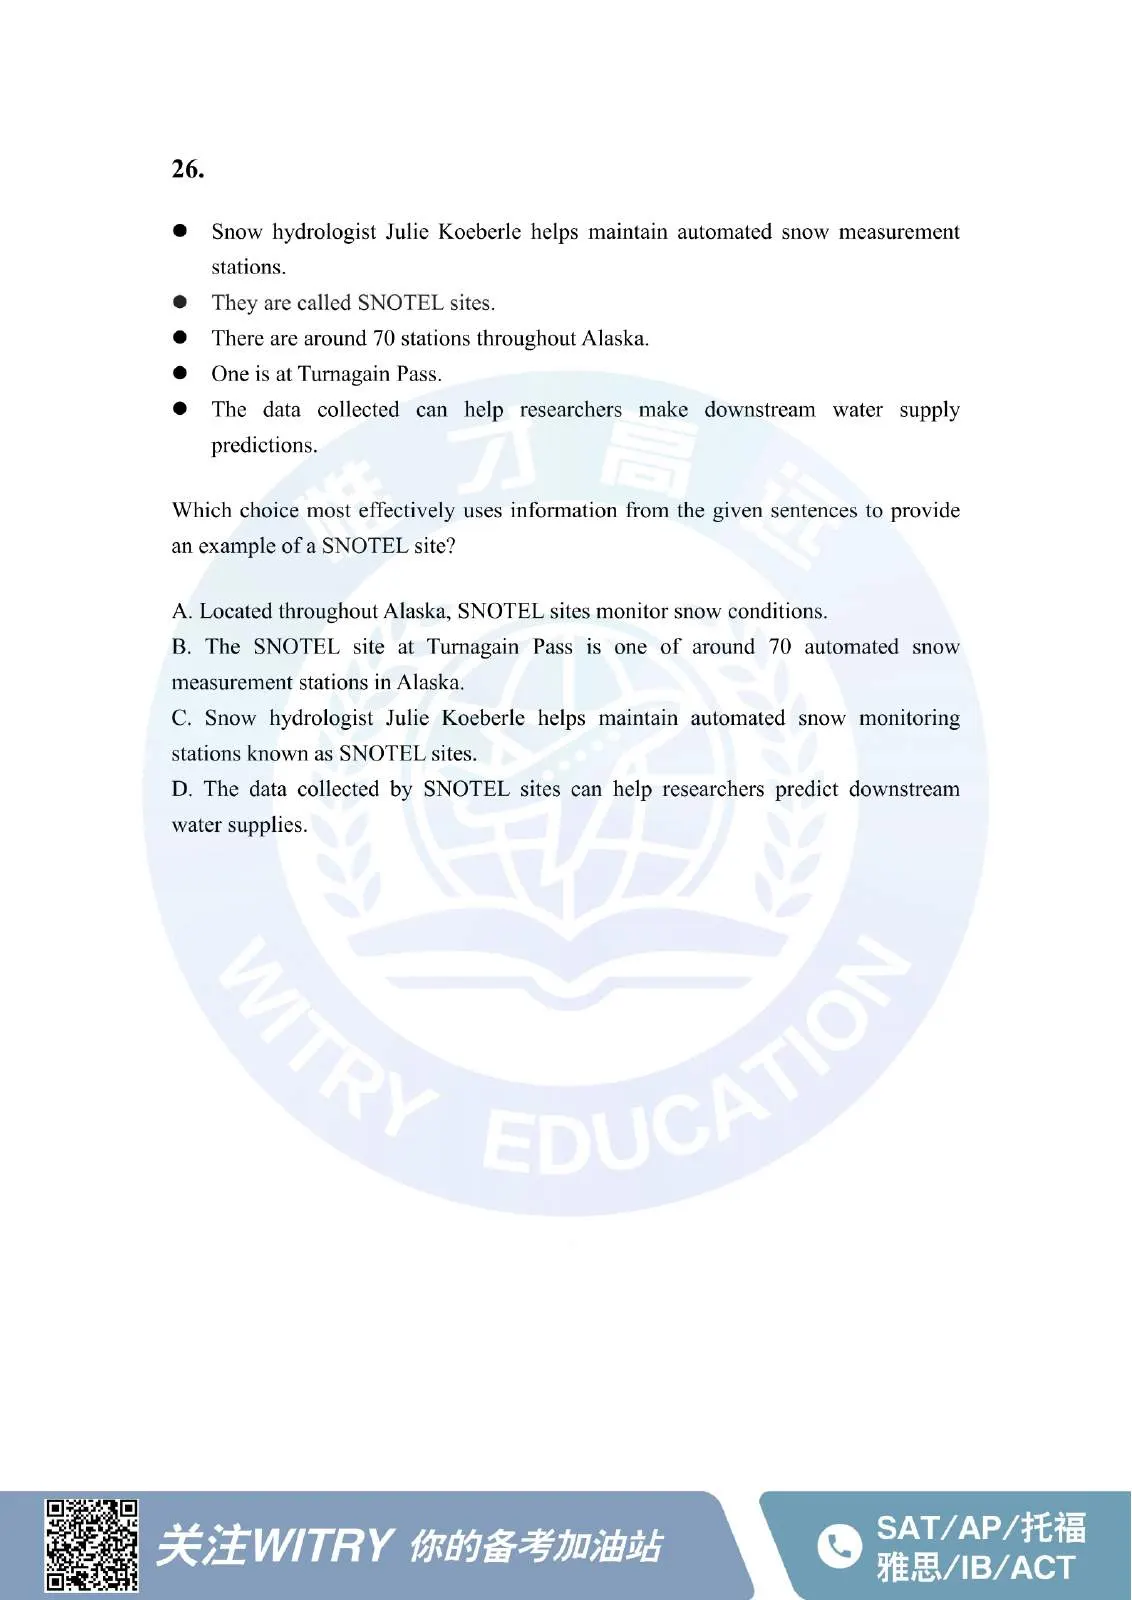 26.
● Snow hydrologist Julie Koeberle helps maintain automated snow measurement
stations.
● They are called SNOTEL sites.
● There are around 70 stations throughout Alaska.
● One is at Turnagain Pass.
● The data collected can help researchers make downstream water supply
predictions.
Which choice most effectively uses information from the given sentences to provide
an example of a SNOTEL site?
A. Located throughout Alaska, SNOTEL sites monitor snow conditions.
B. The SNOTEL site at Turnagain Pass is one of around 70 automated snow
measurement stations in Alaska.
C. Snow hydrologist Julie Koeberle helps maintain automated snow monitoring
stations known as SNOTEL sites.
D. The data collected by SNOTEL sites can help researchers predict downstream
water supplies.
唯才高远
WITRY EDUCATION
关注WITRY 你的备考加油站
SAT/AP/托福
雅思/IB/ACT